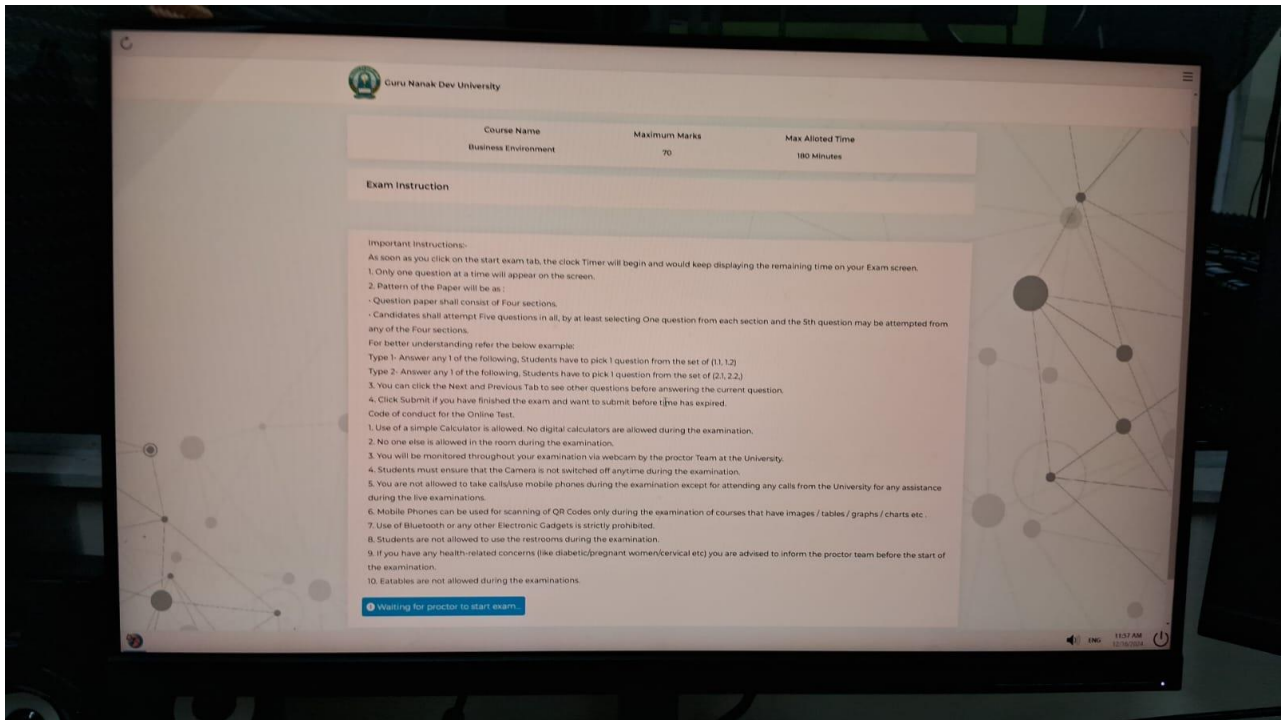 Guru Nanak Dev University
Course Name
Maximum Marks
Max Alloted Time
Business Environment
70
180 Minutes
Exam Instruction
Important Instructions:-
As soon as you click on the start exam tab, the clock Timer will begin and would keep displaying the remaining time on your Exam screen.
1. Only one question at a time will appear on the screen.
2. Pattern of the Paper will be as :
- Question paper shall consist of Four sections.
- Candidates shall attempt Five questions in all, by at least selecting One question from each section and the 5th question may be attempted from
any of the Four sections.
For better understanding refer the below example:
Type 1- Answer any 1 of the following, Students have to pick 1 question from the set of (1.1, 1.2)
Type 2- Answer any 1 of the following, Students have to pick 1 question from the set of (2.1, 2.2,)
3. You can click the Next and Previous Tab to see other questions before answering the current question.
4. Click Submit if you have finished the exam and want to submit before time has expired.
Code of conduct for the Online Test.
1. Use of a simple Calculator is allowed. No digital calculators are allowed during the examination.
2. No one else is allowed in the room during the examination.
3. You will be monitored throughout your examination via webcam by the proctor Team at the University.
4. Students must ensure that the Camera is not switched off anytime during the examination.
5. You are not allowed to take calls/use mobile phones during the examination except for attending any calls from the University for any assistance
during the live examinations.
6. Mobile Phones can be used for scanning of QR Codes only during the examination of courses that have images / tables / graphs / charts etc .
7. Use of Bluetooth or any other Electronic Gadgets is strictly prohibited.
8. Students are not allowed to use the restrooms during the examination.
9. If you have any health-related concerns (like diabetic/pregnant women/cervical etc) you are advised to inform the proctor team before the start of
the examination.
10. Eatables are not allowed during the examinations.
Waiting for proctor to start exam...
ENG
11:57 AM